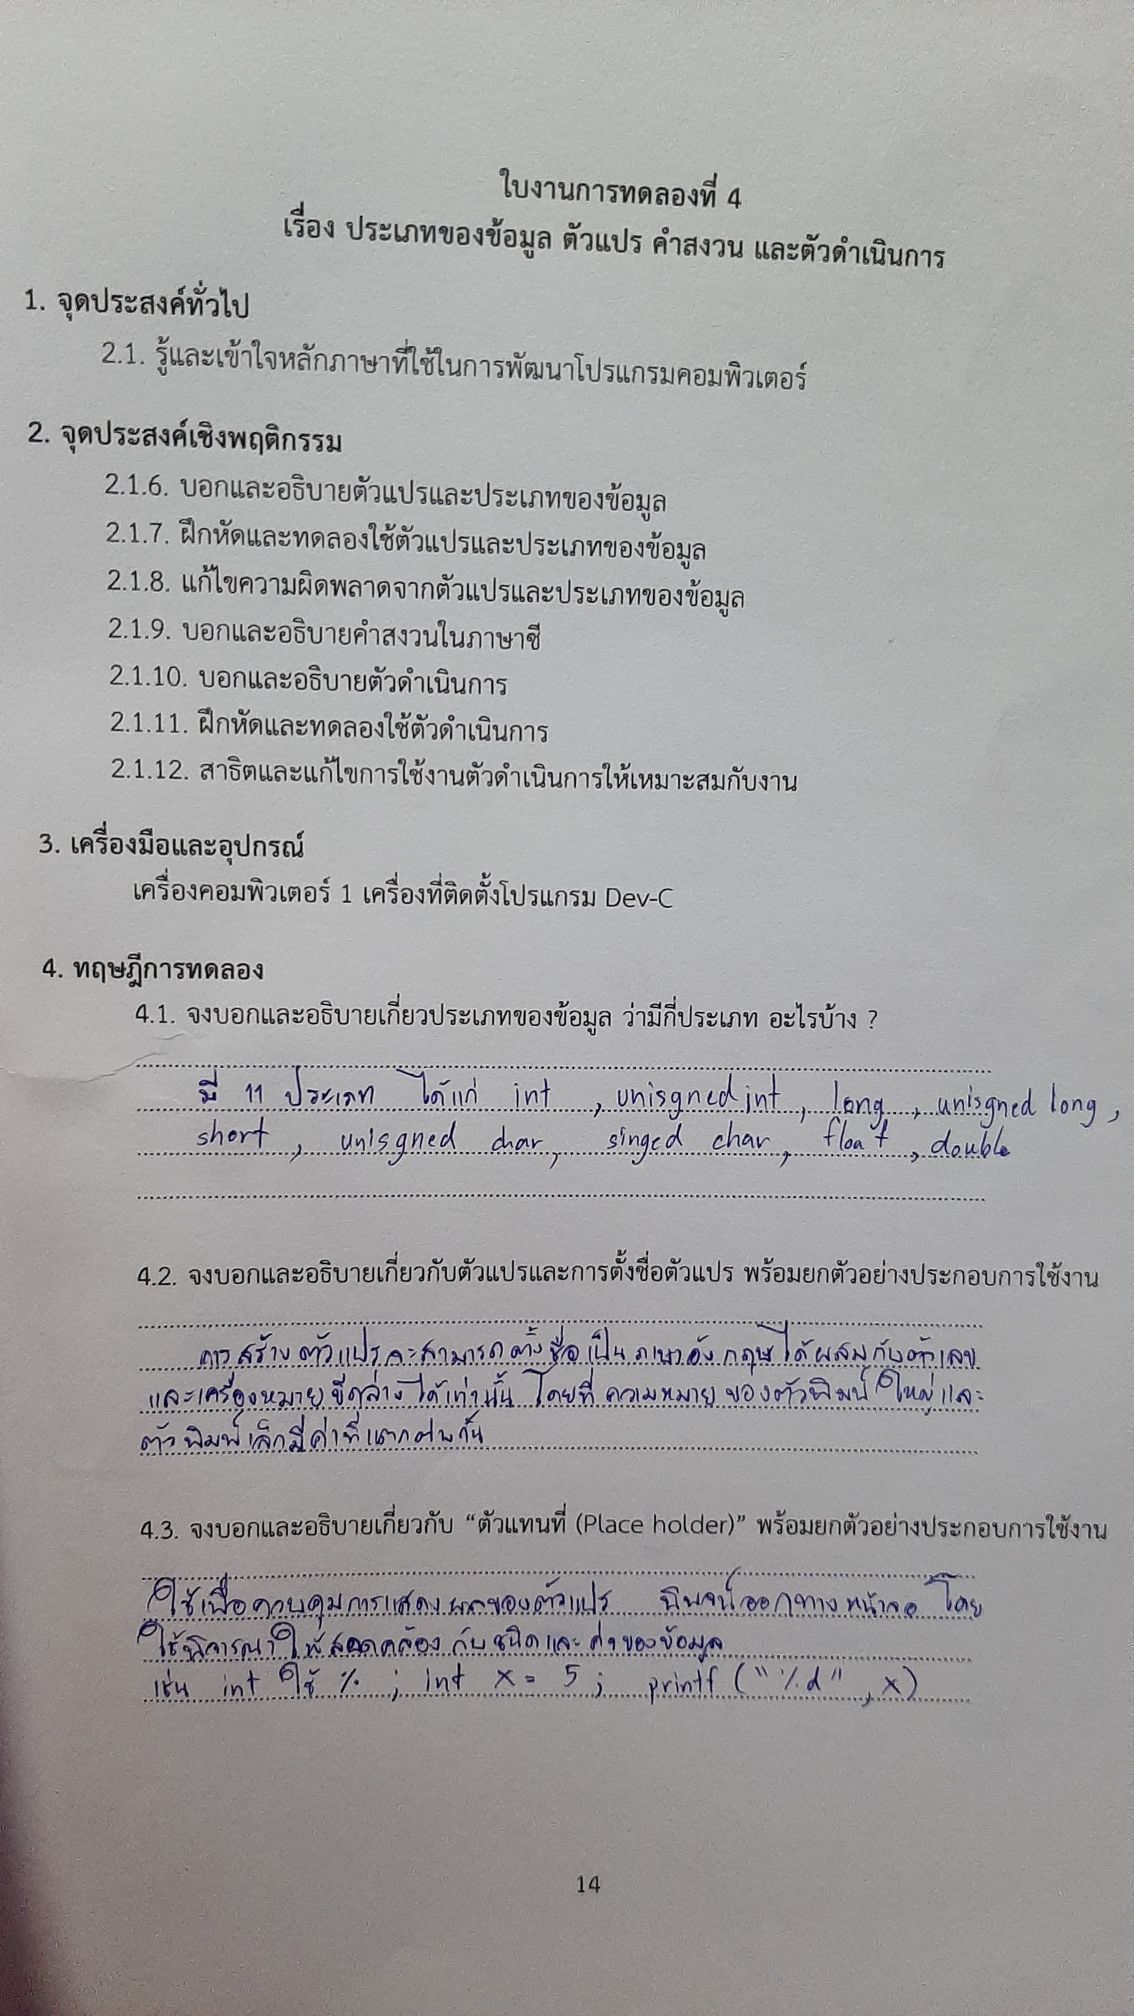 ใบงานการทดลองที่ 4
เรื่อง ประเภทของข้อมูล ตัวแปร คำสงวน และตัวดำเนินการ
1. จุดประสงค์ทั่วไป
2.1. รู้และเข้าใจหลักภาษาที่ใช้ในการพัฒนาโปรแกรมคอมพิวเตอร์
2. จุดประสงค์เชิงพฤติกรรม
2.1.6. บอกและอธิบายตัวแปรและประเภทของข้อมูล
2.1.7. ฝึกหัดและทดลองใช้ตัวแปรและประเภทของข้อมูล
2.1.8. แก้ไขความผิดพลาดจากตัวแปรและประเภทของข้อมูล
2.1.9. บอกและอธิบายคำสงวนในภาษาซี
2.1.10. บอกและอธิบายตัวดำเนินการ
2.1.11. ฝึกหัดและทดลองใช้ตัวดำเนินการ
2.1.12. สาธิตและแก้ไขการใช้งานตัวดำเนินการให้เหมาะสมกับงาน
3. เครื่องมือและอุปกรณ์
เครื่องคอมพิวเตอร์ 1 เครื่องที่ติดตั้งโปรแกรม Dev-C
4. ทฤษฎีการทดลอง
4.1. จงบอกและอธิบายเกี่ยวประเภทของข้อมูล ว่ามีกี่ประเภท อะไรบ้าง ?
มี 11 ประเภท ได้แก่ int , unisgned int , long , unisgned long ,
short , unisgned char, singed char, float , double
4.2. จงบอกและอธิบายเกี่ยวกับตัวแปรและการตั้งชื่อตัวแปร พร้อมยกตัวอย่างประกอบการใช้งาน
การสร้างตัวแปรจะสามารถตั้งชื่อเป็นภาษาอังกฤษได้ผสมกับตัวเลข
และเครื่องหมายขีดล่างได้เท่านั้น โดยที่ความหมายของตัวพิมพ์ใหญ่และ
ตัวพิมพ์เล็กมีค่าที่แตกต่างกัน
4.3. จงบอกและอธิบายเกี่ยวกับ “ตัวแทนที่ (Place holder)” พร้อมยกตัวอย่างประกอบการใช้งาน
ใช้เพื่อควบคุมการแสดงผลของตัวแปร ออกทางหน้าจอ โดย
ใช้พิจารณาให้สอดคล้องกับชนิดและค่าของข้อมูล
เช่น int ใช้ % ; int x = 5 ; printf ("%d" , x)
14